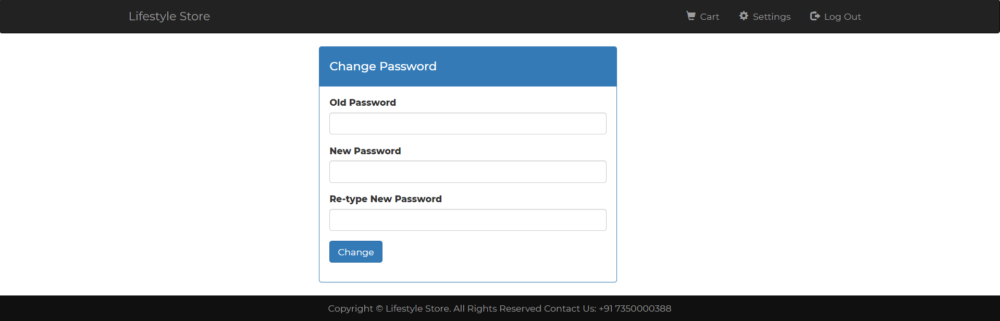 Lifestyle Store
Cart Settings Log Out
Change Password
Old Password
New Password
Re-type New Password
Change
Copyright © Lifestyle Store. All Rights Reserved Contact Us: +91 7350000388